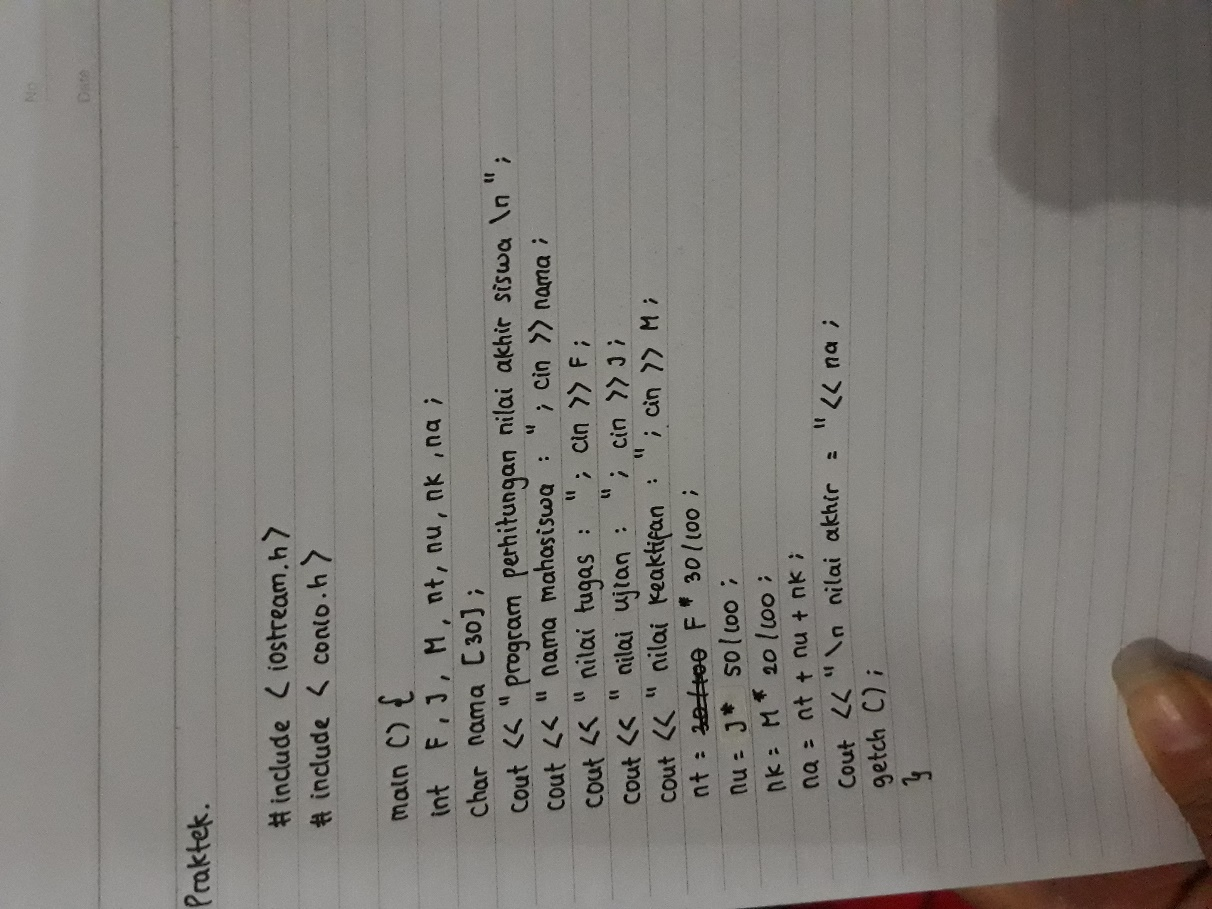 No
Date
Praktek.
# include < iostream.h>
# include < conio.h >
main () {
int F, J, M, nt, nu, nk, na ;
char nama [30];
cout << " program perhitungan nilai akhir siswa \n" ;
cout << " nama mahasiswa : " ; cin >> nama ;
cout << " nilai tugas : " ; cin >> F ;
cout << " nilai ujian : " ; cin >> J ;
cout << " nilai keaktifan : " ; cin >> M ;
nt = F * 30/100 ;
nu = J * 50/100 ;
nk = M * 20/100 ;
na = nt + nu + nk ;
Cout << " \n nilai akhir = " << na ;
getch () ;
}